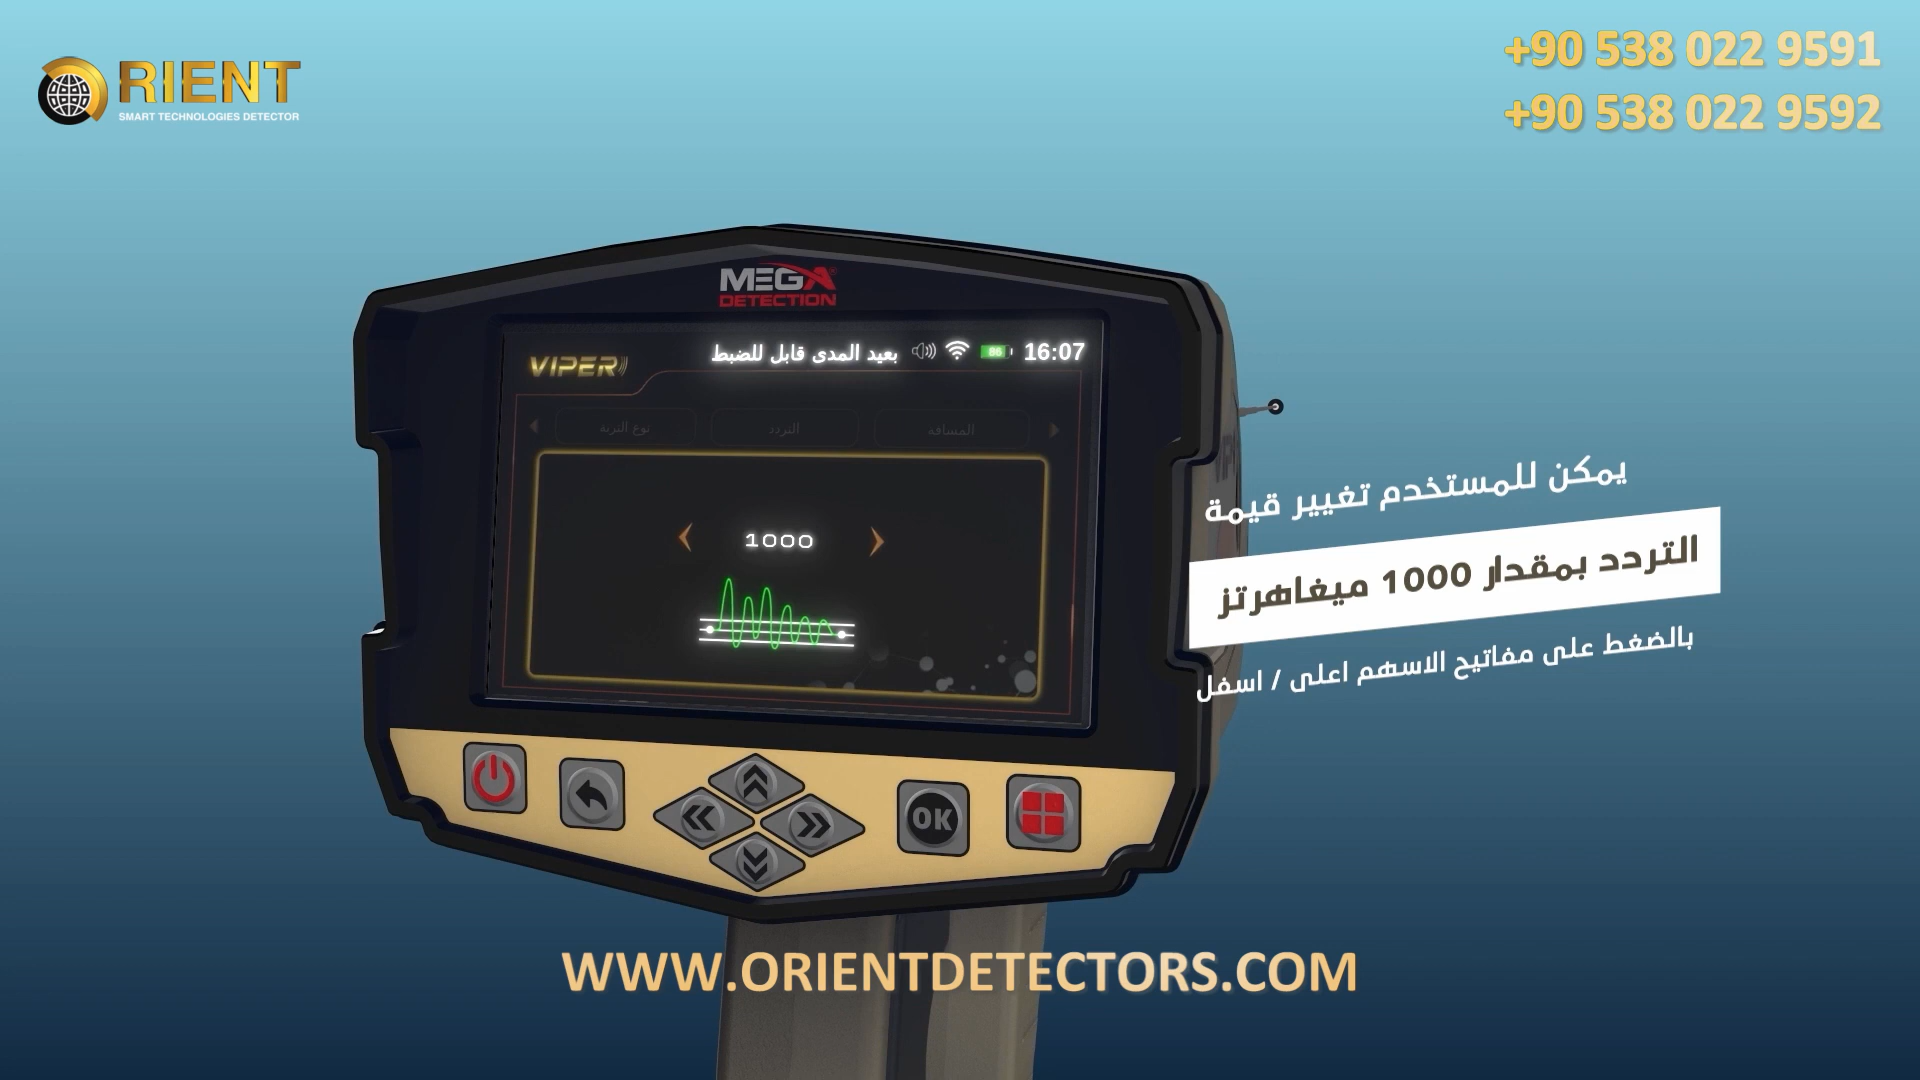 RIENT
SMART TECHNOLOGIES DETECTOR
+90 538 022 9591
+90 538 022 9592
MEGA
DETECTION
VIPER
بعيد المدى قابل للضبط
86
16:07
المسافة
التردد
نوع التربة
1000
يمكن للمستخدم تغيير قيمة
التردد بمقدار 1000 ميغاهرتز
بالضغط على مفاتيح الاسهم اعلى / اسفل
OK
WWW.ORIENTDETECTORS.COM